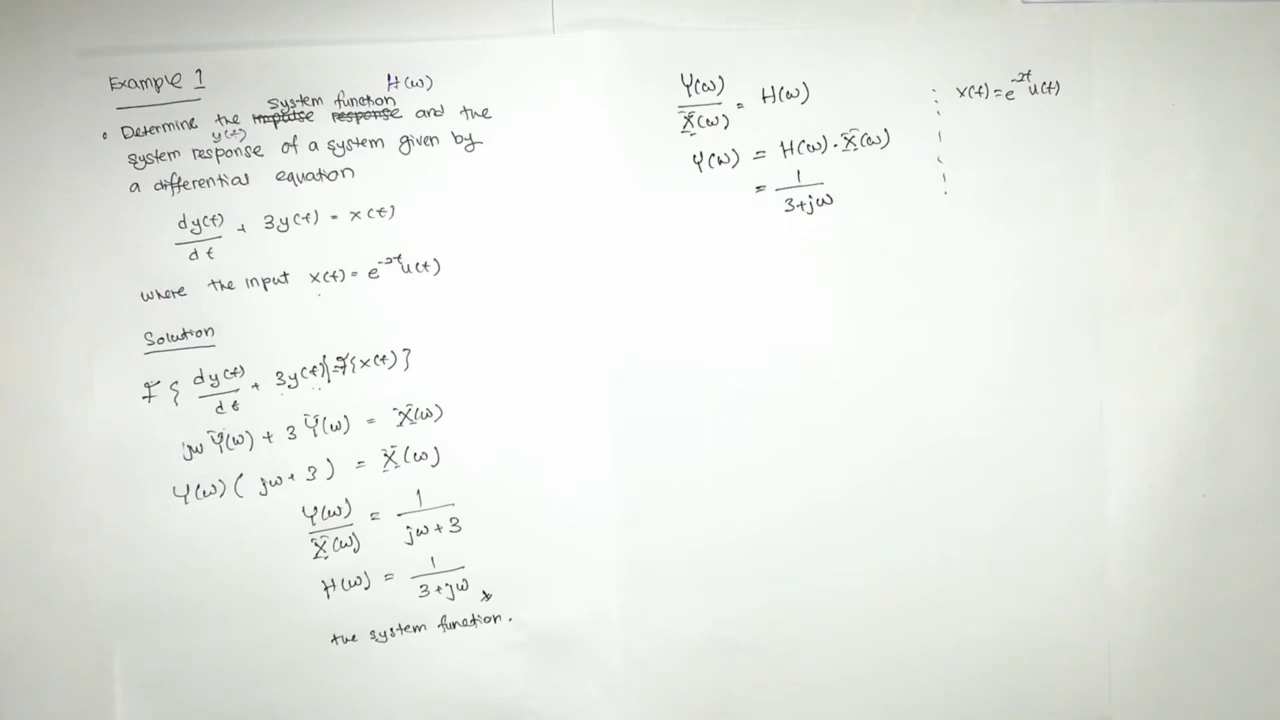 Example 1
H(ω)
system function
• Determine the impulse response and the
y(t)
system response of a system given by
a differential equation
dy(t)/dt + 3y(t) = x(t)
where the input x(t) = e^-2t u(t)
Solution
F { dy(t)/dt + 3y(t) } = F{x(t)}
jω Y(ω) + 3 Y(ω) = X(ω)
Y(ω) ( jω + 3 ) = X(ω)
Y(ω)/X(ω) = 1/(jω + 3)
H(ω) = 1/(3 + jω)
the system function.
Y(ω)/X(ω) = H(ω)
Y(ω) = H(ω) . X(ω)
= 1/(3+jω)
x(t) = e^-2t u(t)